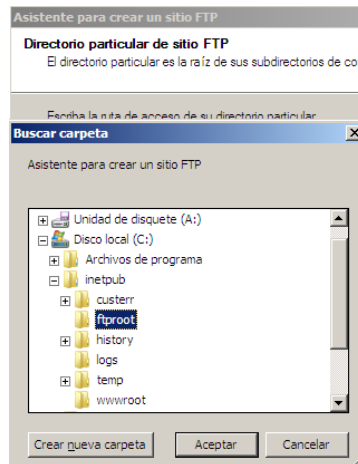 Asistente para crear un sitio FTP
Directorio particular de sitio FTP
El directorio particular es la raíz de sus subdirectorios de co
Escriba la ruta de acceso de su directorio particular
Buscar carpeta
Asistente para crear un sitio FTP
Unidad de disquete (A:)
Disco local (C:)
Archivos de programa
inetpub
custerr
ftproot
history
logs
temp
wwwroot
Crear nueva carpeta Aceptar Cancelar